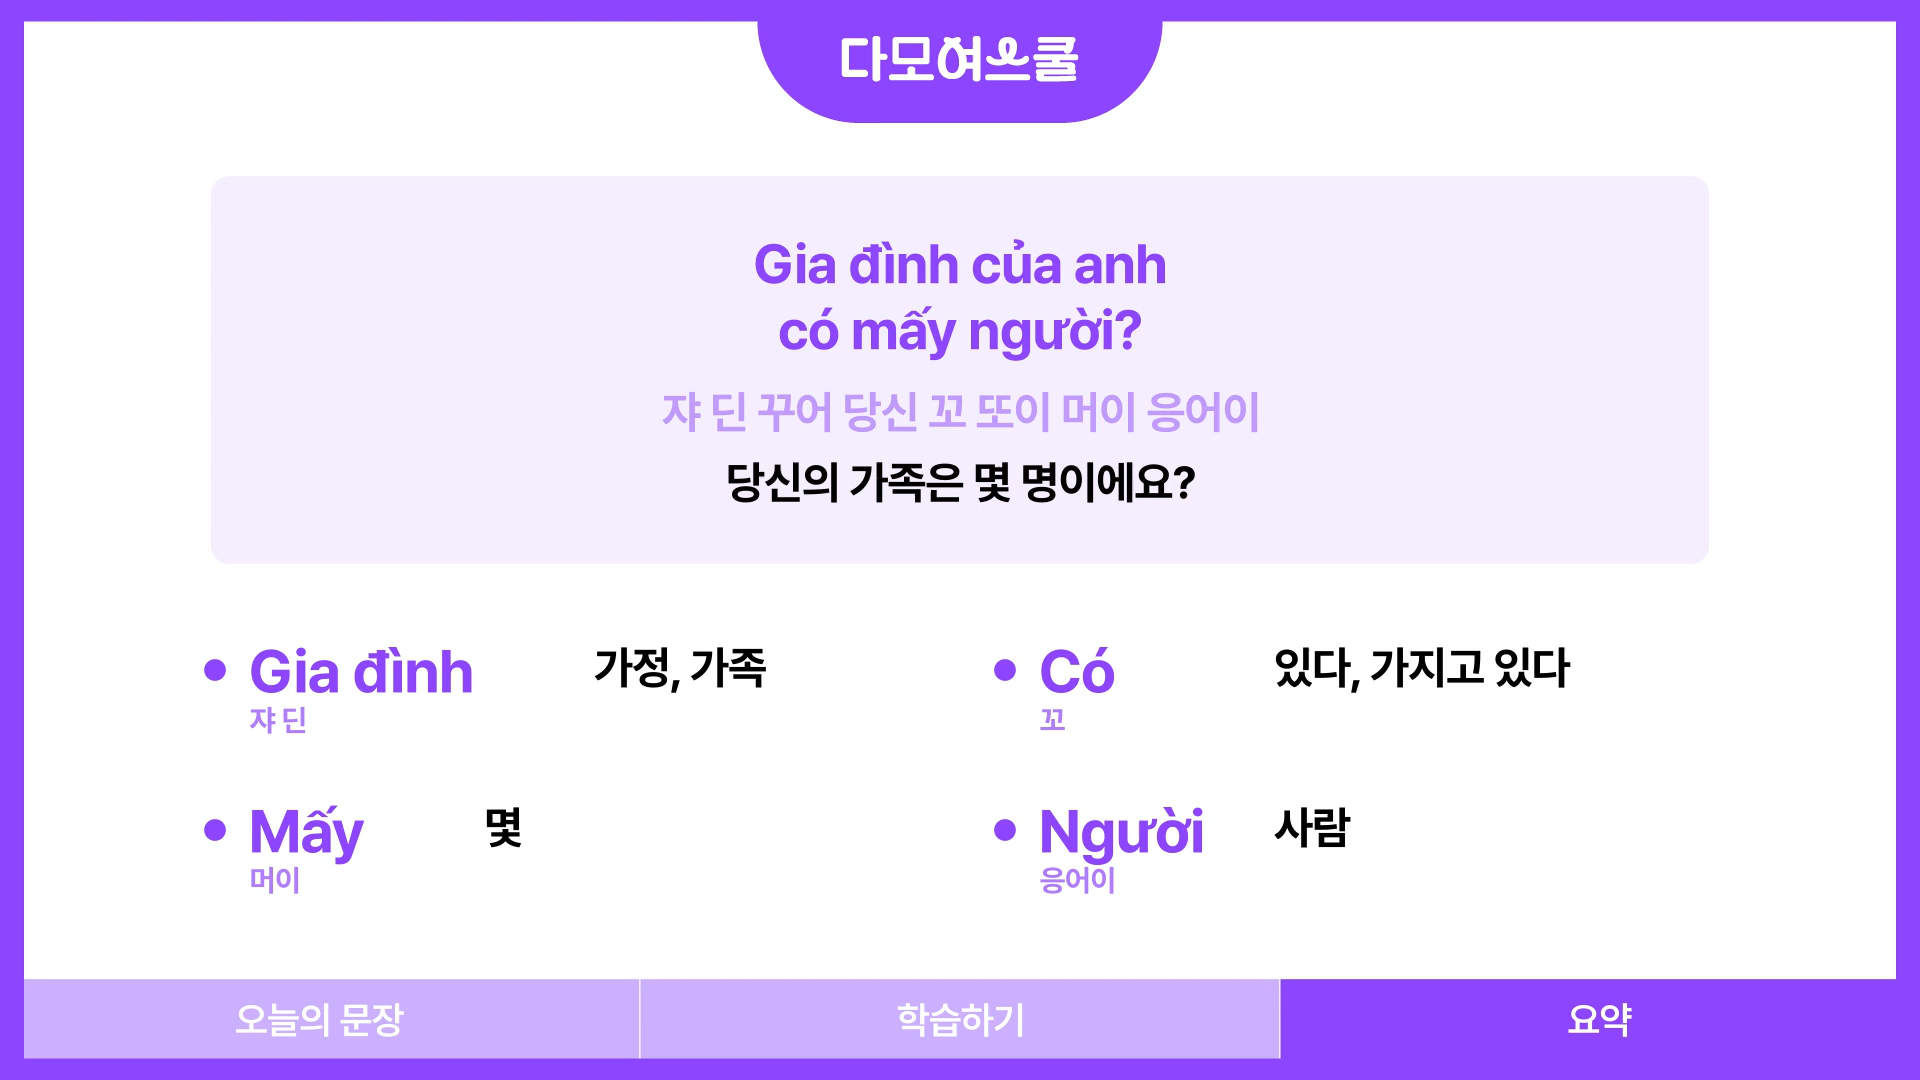 다모여스쿨
Gia đình của anh
có mấy người?
쟈 딘 꾸어 당신 꼬 또이 머이 응어이
당신의 가족은 몇 명이에요?
Gia đình 가정, 가족
쟈 딘
Có 있다, 가지고 있다
꼬
Mấy 몇
머이
Người 사람
응어이
오늘의 문장
학습하기
요약